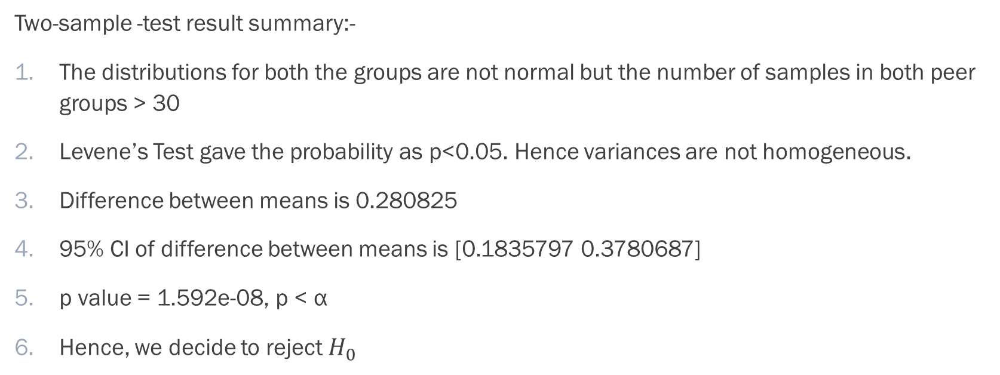 Two-sample -test result summary:-
1. The distributions for both the groups are not normal but the number of samples in both peer
groups > 30
2. Levene’s Test gave the probability as p<0.05. Hence variances are not homogeneous.
3. Difference between means is 0.280825
4. 95% CI of difference between means is [0.1835797 0.3780687]
5. p value = 1.592e-08, p < α
6. Hence, we decide to reject H₀